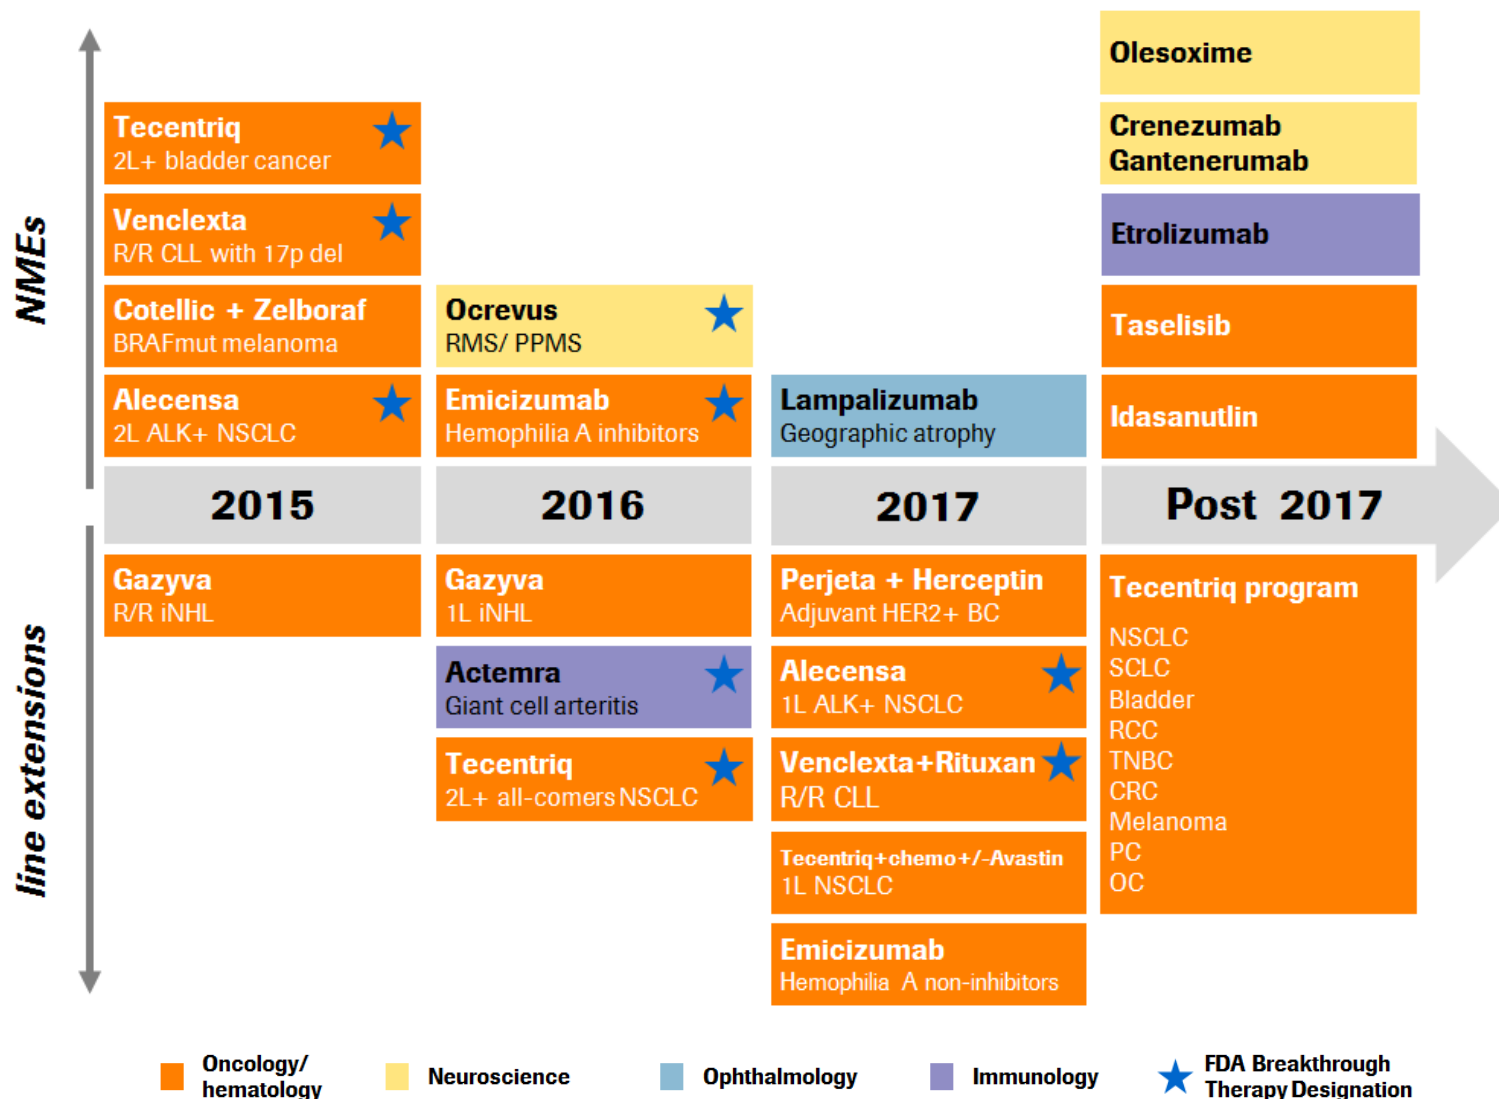 NMEs
Tecentriq
2L+ bladder cancer
Venclexta
R/R CLL with 17p del
Cotellic + Zelboraf
BRAFmut melanoma
Alecensa
2L ALK+ NSCLC
Ocrevus
RMS/ PPMS
Emicizumab
Hemophilia A inhibitors
Lampalizumab
Geographic atrophy
Olesoxime
Crenezumab
Gantenerumab
Etrolizumab
Taselisib
Idasanutlin
2015
2016
2017
Post 2017
line extensions
Gazyva
R/R iNHL
Gazyva
1L iNHL
Actemra
Giant cell arteritis
Tecentriq
2L+ all-comers NSCLC
Perjeta + Herceptin
Adjuvant HER2+ BC
Alecensa
1L ALK+ NSCLC
Venclexta+Rituxan
R/R CLL
Tecentriq+chemo+/-Avastin
1L NSCLC
Emicizumab
Hemophilia A non-inhibitors
Tecentriq program
NSCLC
SCLC
Bladder
RCC
TNBC
CRC
Melanoma
PC
OC
Oncology/
hematology
Neuroscience
Ophthalmology
Immunology
FDA Breakthrough
Therapy Designation